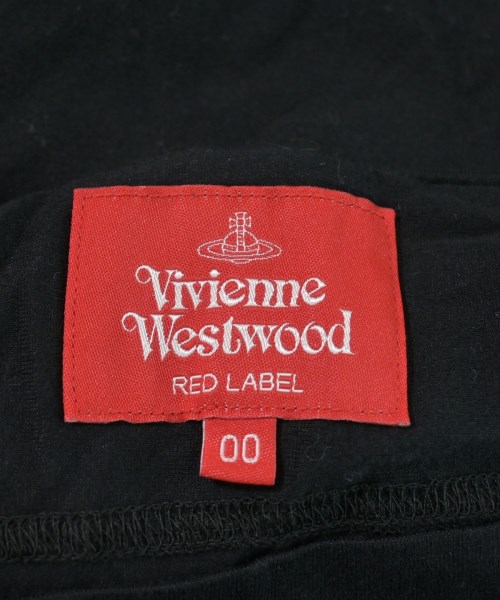 Vivienne
Westwood
RED LABEL
00